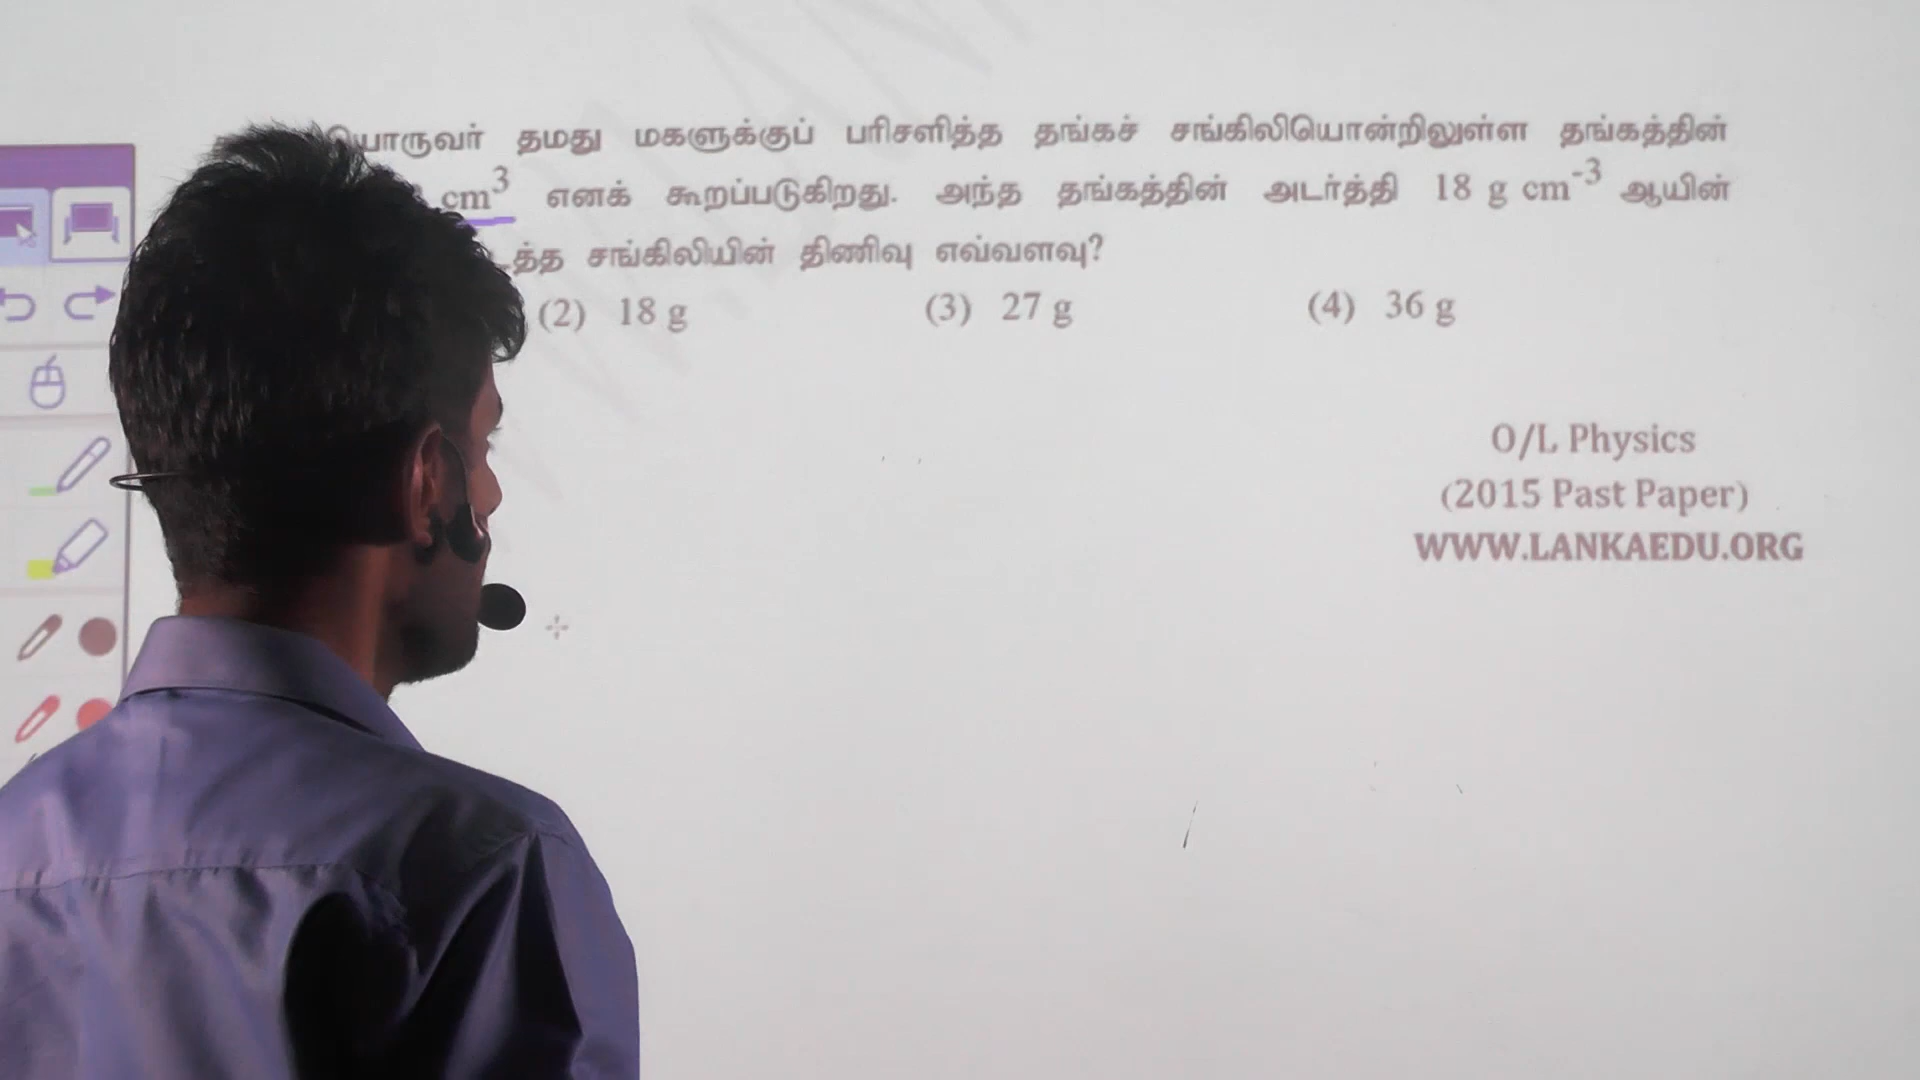 தமது மகளுக்குப் பரிசளித்த தங்கச் சங்கிலியொன்றிலுள்ள தங்கத்தின்
cm³ எனக் கூறப்படுகிறது. அந்த தங்கத்தின் அடர்த்தி 18 g cm⁻³ ஆயின்
சங்கிலியின் திணிவு எவ்வளவு?
(2) 18 g (3) 27 g (4) 36 g
O/L Physics
(2015 Past Paper)
WWW.LANKAEDU.ORG